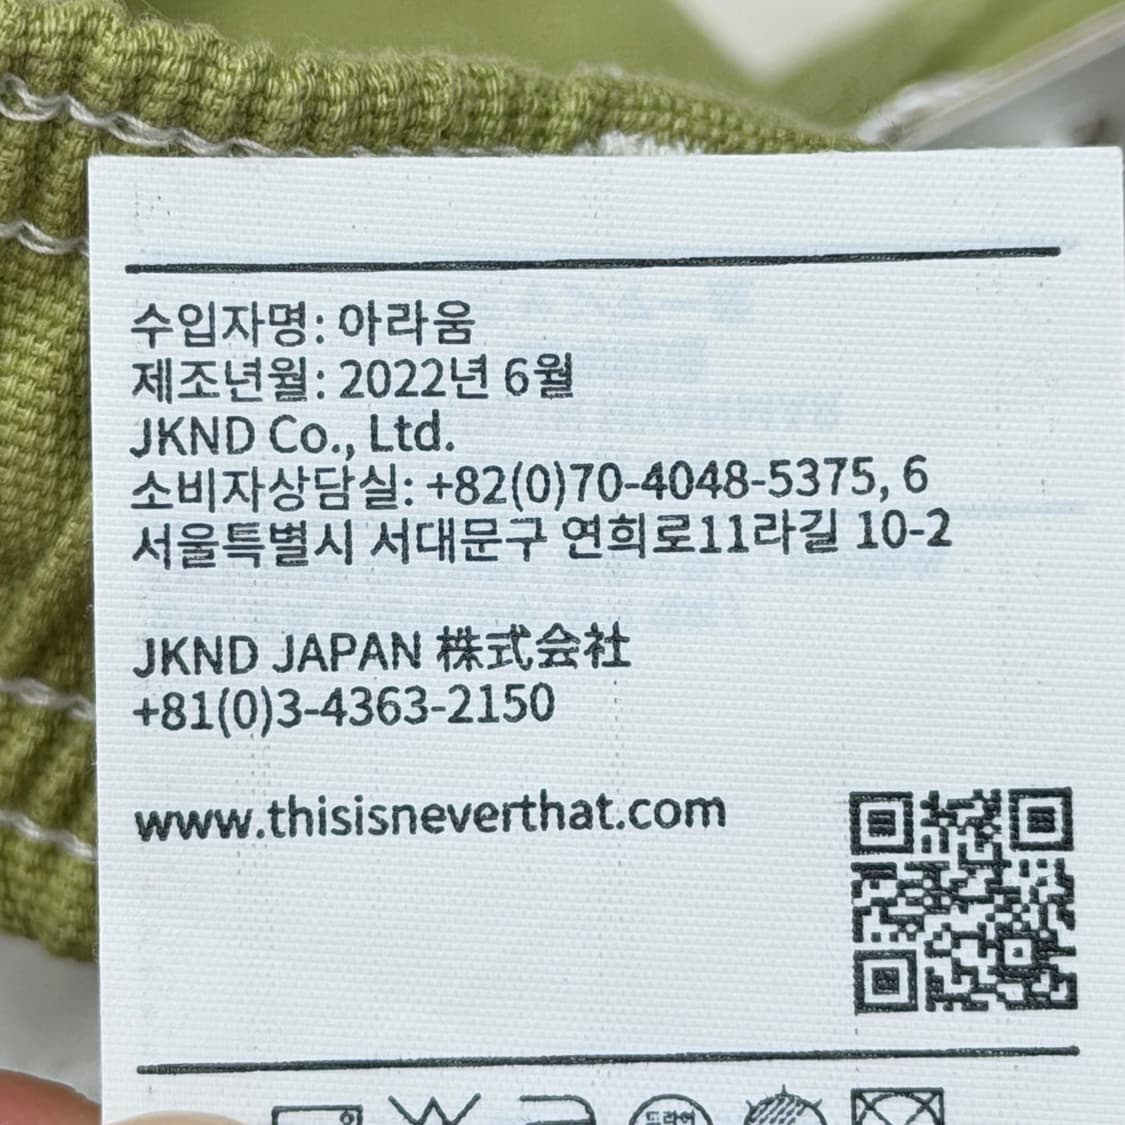 수입자명: 아라움
제조년월: 2022년 6월
JKND Co., Ltd.
소비자상담실: +82(0)70-4048-5375, 6
서울특별시 서대문구 연희로11라길 10-2
JKND JAPAN 株式会社
+81(0)3-4363-2150
www.thisisneverthat.com